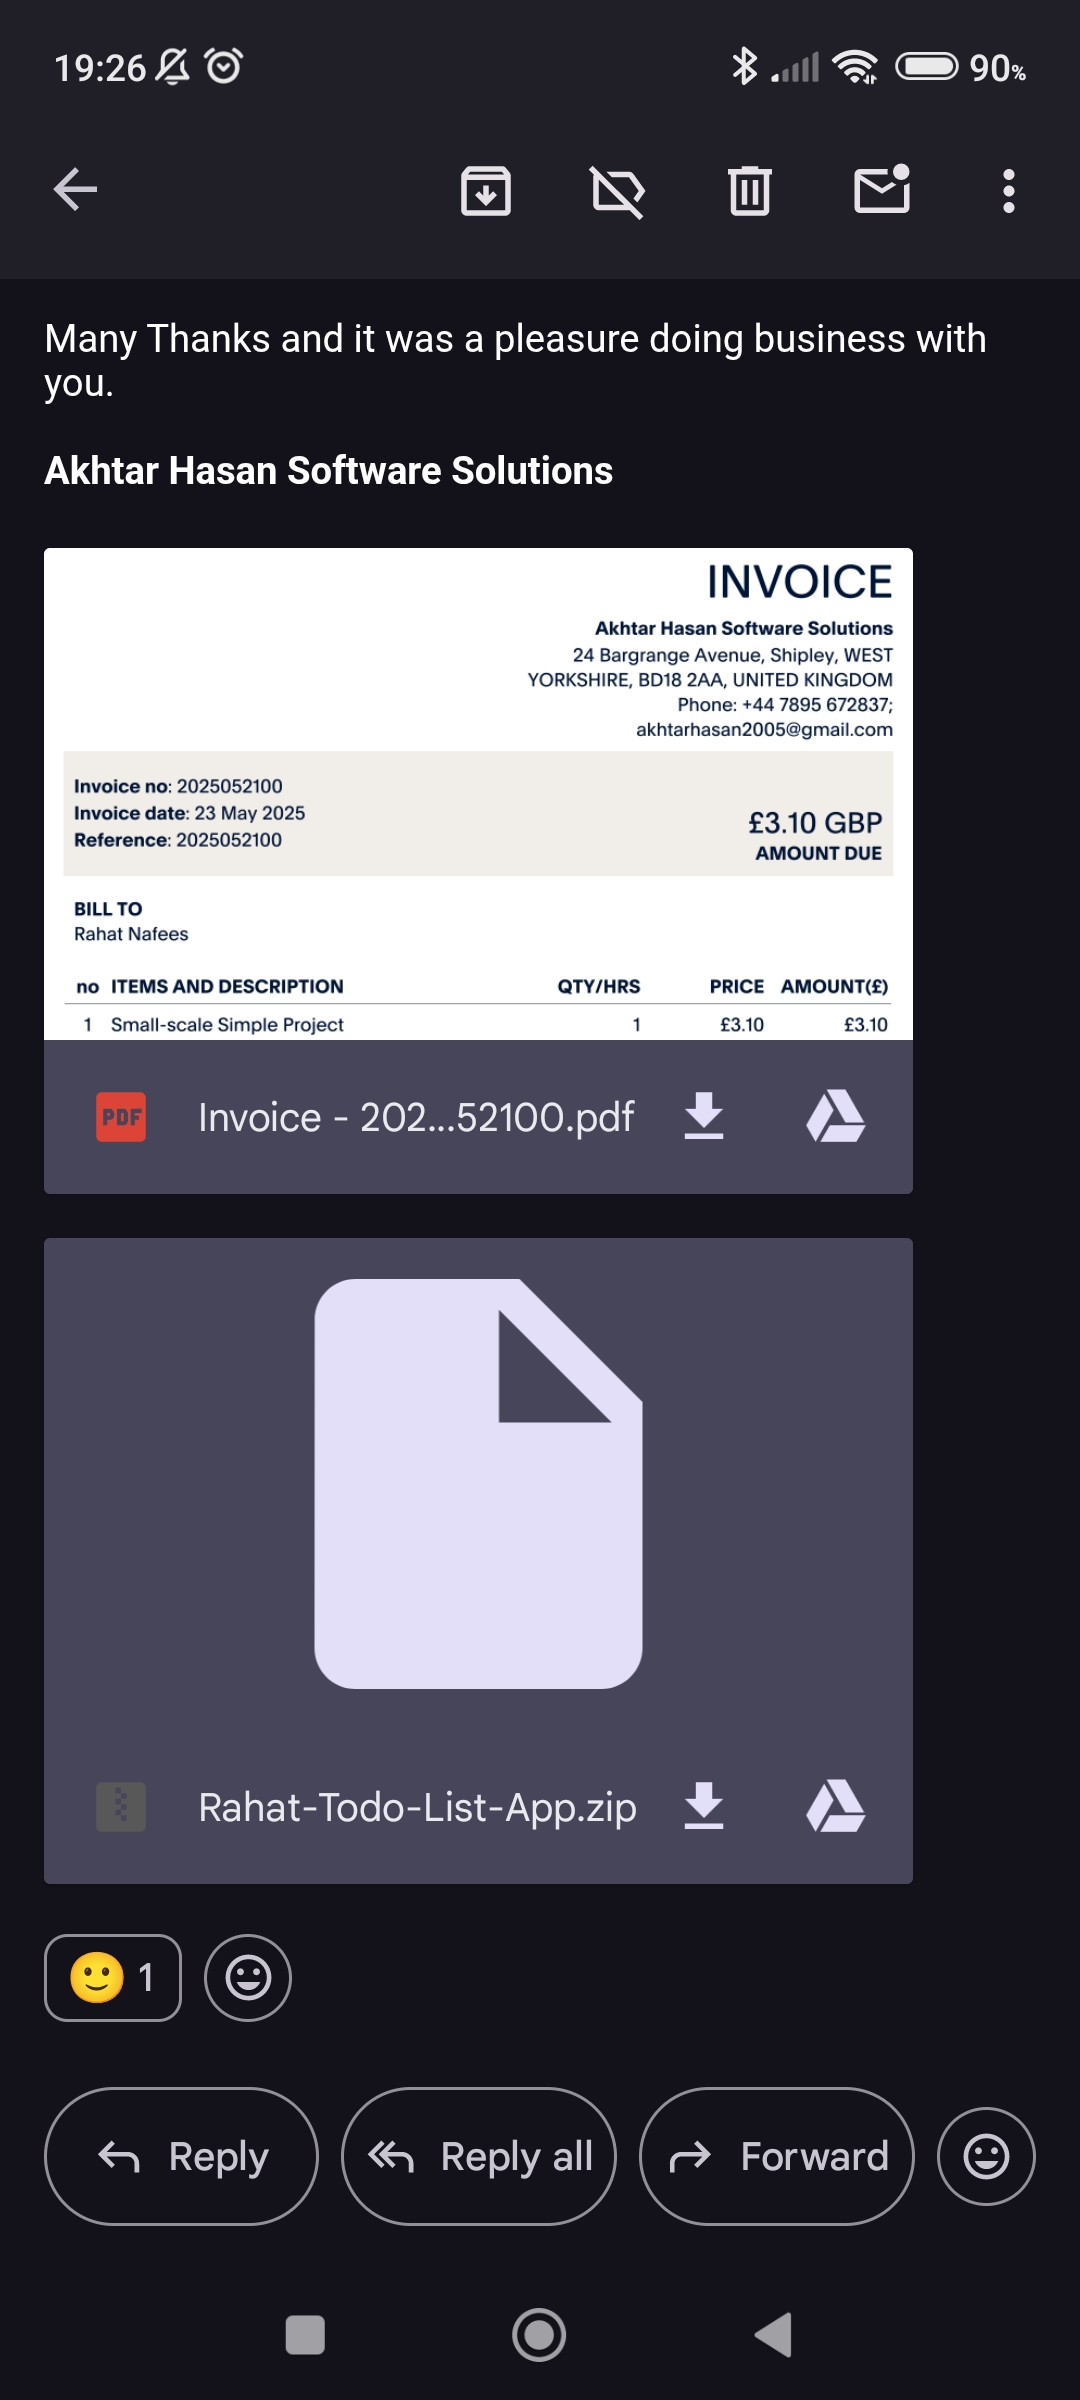 19:26
90%
Many Thanks and it was a pleasure doing business with
you.
Akhtar Hasan Software Solutions
INVOICE
Akhtar Hasan Software Solutions
24 Bargrange Avenue, Shipley, WEST
YORKSHIRE, BD18 2AA, UNITED KINGDOM
Phone: +44 7895 672837;
akhtarhasan2005@gmail.com
Invoice no: 2025052100
Invoice date: 23 May 2025
Reference: 2025052100
£3.10 GBP
AMOUNT DUE
BILL TO
Rahat Nafees
no ITEMS AND DESCRIPTION QTY/HRS PRICE AMOUNT(£)
1 Small-scale Simple Project 1 £3.10 £3.10
PDF Invoice - 202...52100.pdf
Rahat-Todo-List-App.zip
1
Reply Reply all Forward